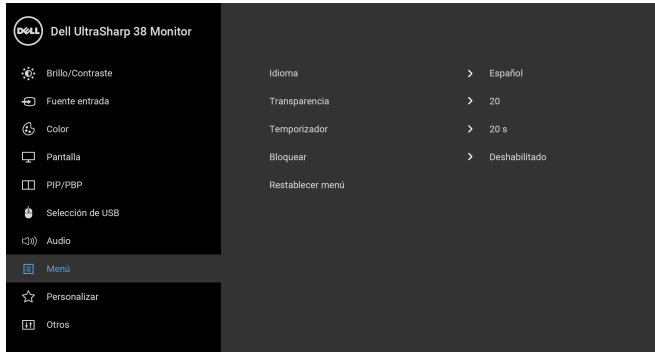 DELL Dell UltraSharp 38 Monitor
Brillo/Contraste
Fuente entrada
Color
Pantalla
PIP/PBP
Selección de USB
Audio
Menú
Personalizar
Otros
Idioma > Español
Transparencia > 20
Temporizador > 20 s
Bloquear > Deshabilitado
Restablecer menú